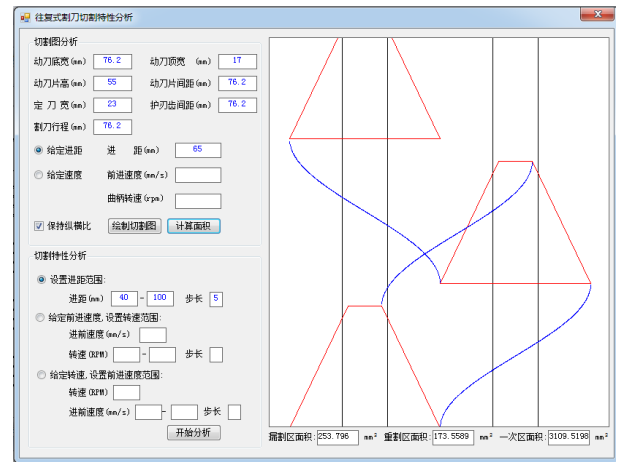 往复式割刀切割特性分析
切割图分析
动刀底宽(mm) 76.2 动刀顶宽 (mm) 17
动刀片高(mm) 55 动刀片间距(mm) 76.2
定 刀 宽(mm) 23 护刃齿间距(mm) 76.2
割刀行程(mm) 76.2
给定进距 进 距(mm) 65
给定速度 前进速度(mm/s)
曲柄转速(rpm)
保持纵横比 绘制切割图 计算面积
切割特性分析
设置进距范围:
进距(mm) 40 - 100 步长 5
给定前进速度,设置转速范围:
进前速度(mm/s)
转速(RPM) - 步长
给定转速,设置前进速度范围:
转速(RPM)
进前速度(mm/s) - 步长
开始分析
漏割区面积: 253.796 mm² 重割区面积: 173.5589 mm² 一次区面积: 3109.5198 mm²